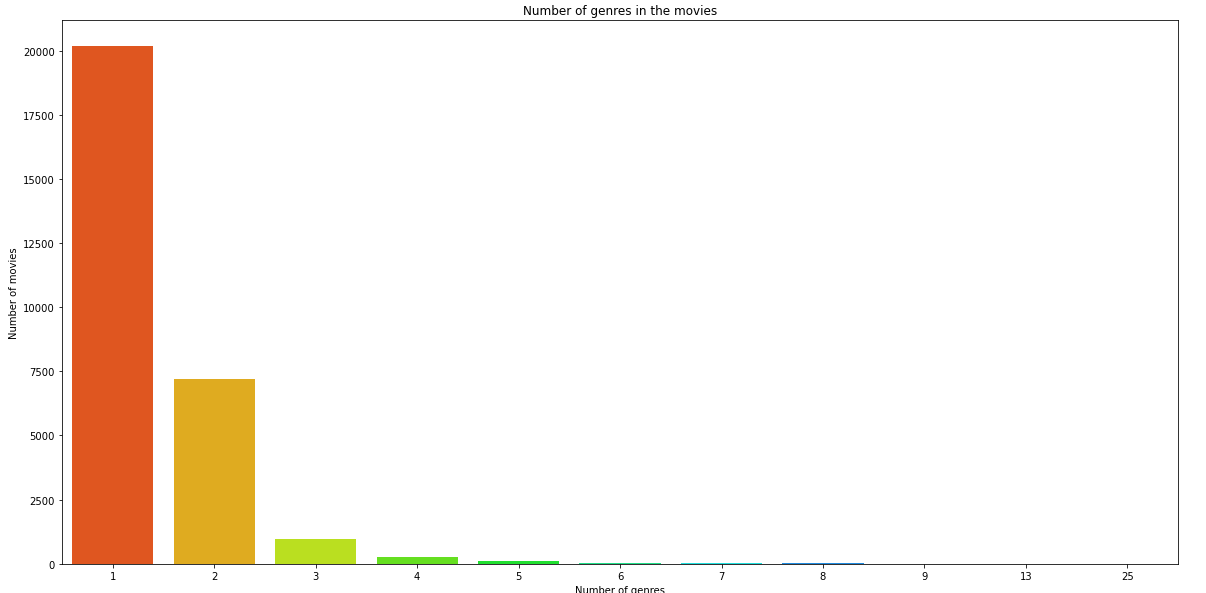 Number of genres in the movies
20000
17500
15000
12500
10000
7500
5000
2500
0
Number of movies
1 2 3 4 5 6 7 8 9 13 25
Number of genres